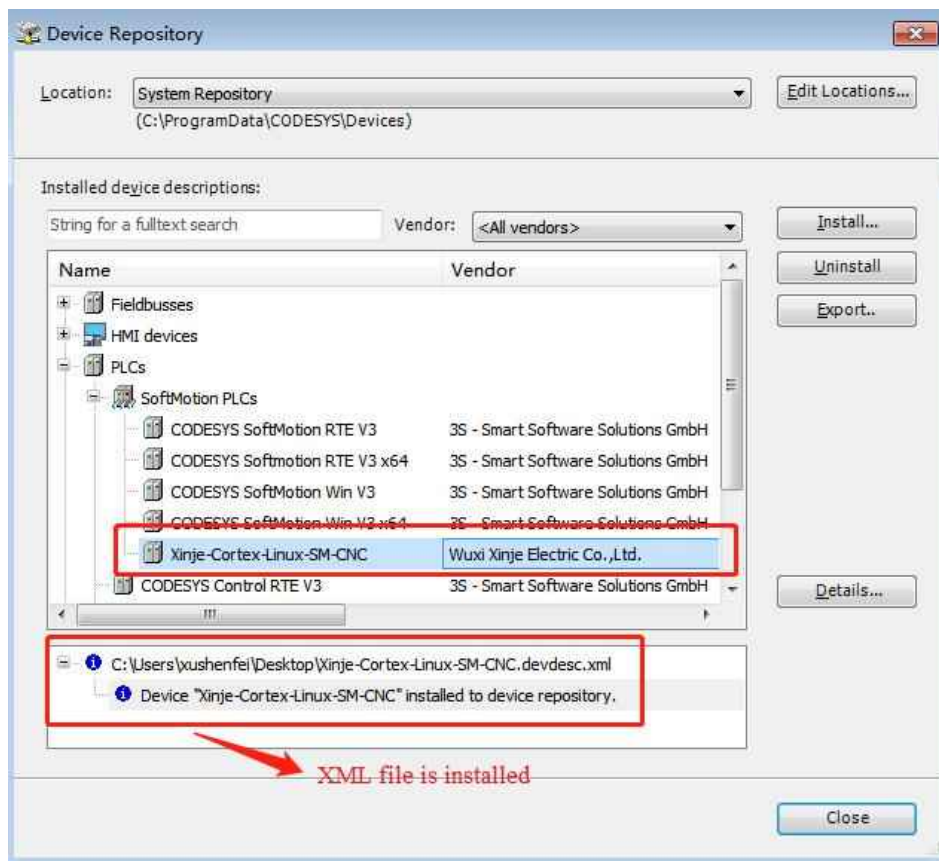 Device Repository
Location: System Repository Edit Locations...
(C:\ProgramData\CODESYS\Devices)
Installed device descriptions:
String for a fulltext search Vendor: <All vendors> Install...
Name Vendor Uninstall
Fieldbusses
HMI devices Export..
PLCs
SoftMotion PLCs
CODESYS SoftMotion RTE V3 3S - Smart Software Solutions GmbH
CODESYS Softmotion RTE V3 x64 3S - Smart Software Solutions GmbH
CODESYS SoftMotion Win V3 3S - Smart Software Solutions GmbH
CODESYS SoftMotion Win V3 x64 3S - Smart Software Solutions GmbH
Xinje-Cortex-Linux-SM-CNC Wuxi Xinje Electric Co.,Ltd.
CODESYS Control RTE V3 3S - Smart Software Solutions GmbH Details...
C:\Users\xushenfei\Desktop\Xinje-Cortex-Linux-SM-CNC.devdesc.xml
Device "Xinje-Cortex-Linux-SM-CNC" installed to device repository.
XML file is installed
Close